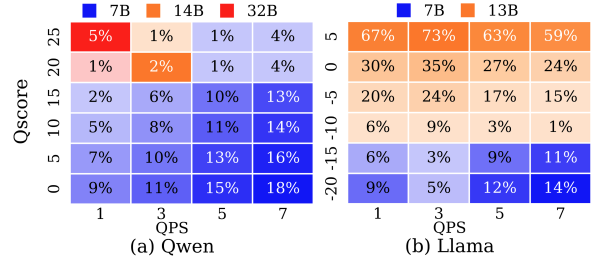 7B 14B 32B
Qscore
25 5% 1% 1% 4%
20 1% 2% 1% 4%
15 2% 6% 10% 13%
10 5% 8% 11% 14%
5 7% 10% 13% 16%
0 9% 11% 15% 18%
1 3 5 7
QPS
(a) Qwen
7B 13B
5 67% 73% 63% 59%
0 30% 35% 27% 24%
-5 20% 24% 17% 15%
-10 6% 9% 3% 1%
-15 6% 3% 9% 11%
-20 9% 5% 12% 14%
1 3 5 7
QPS
(b) Llama